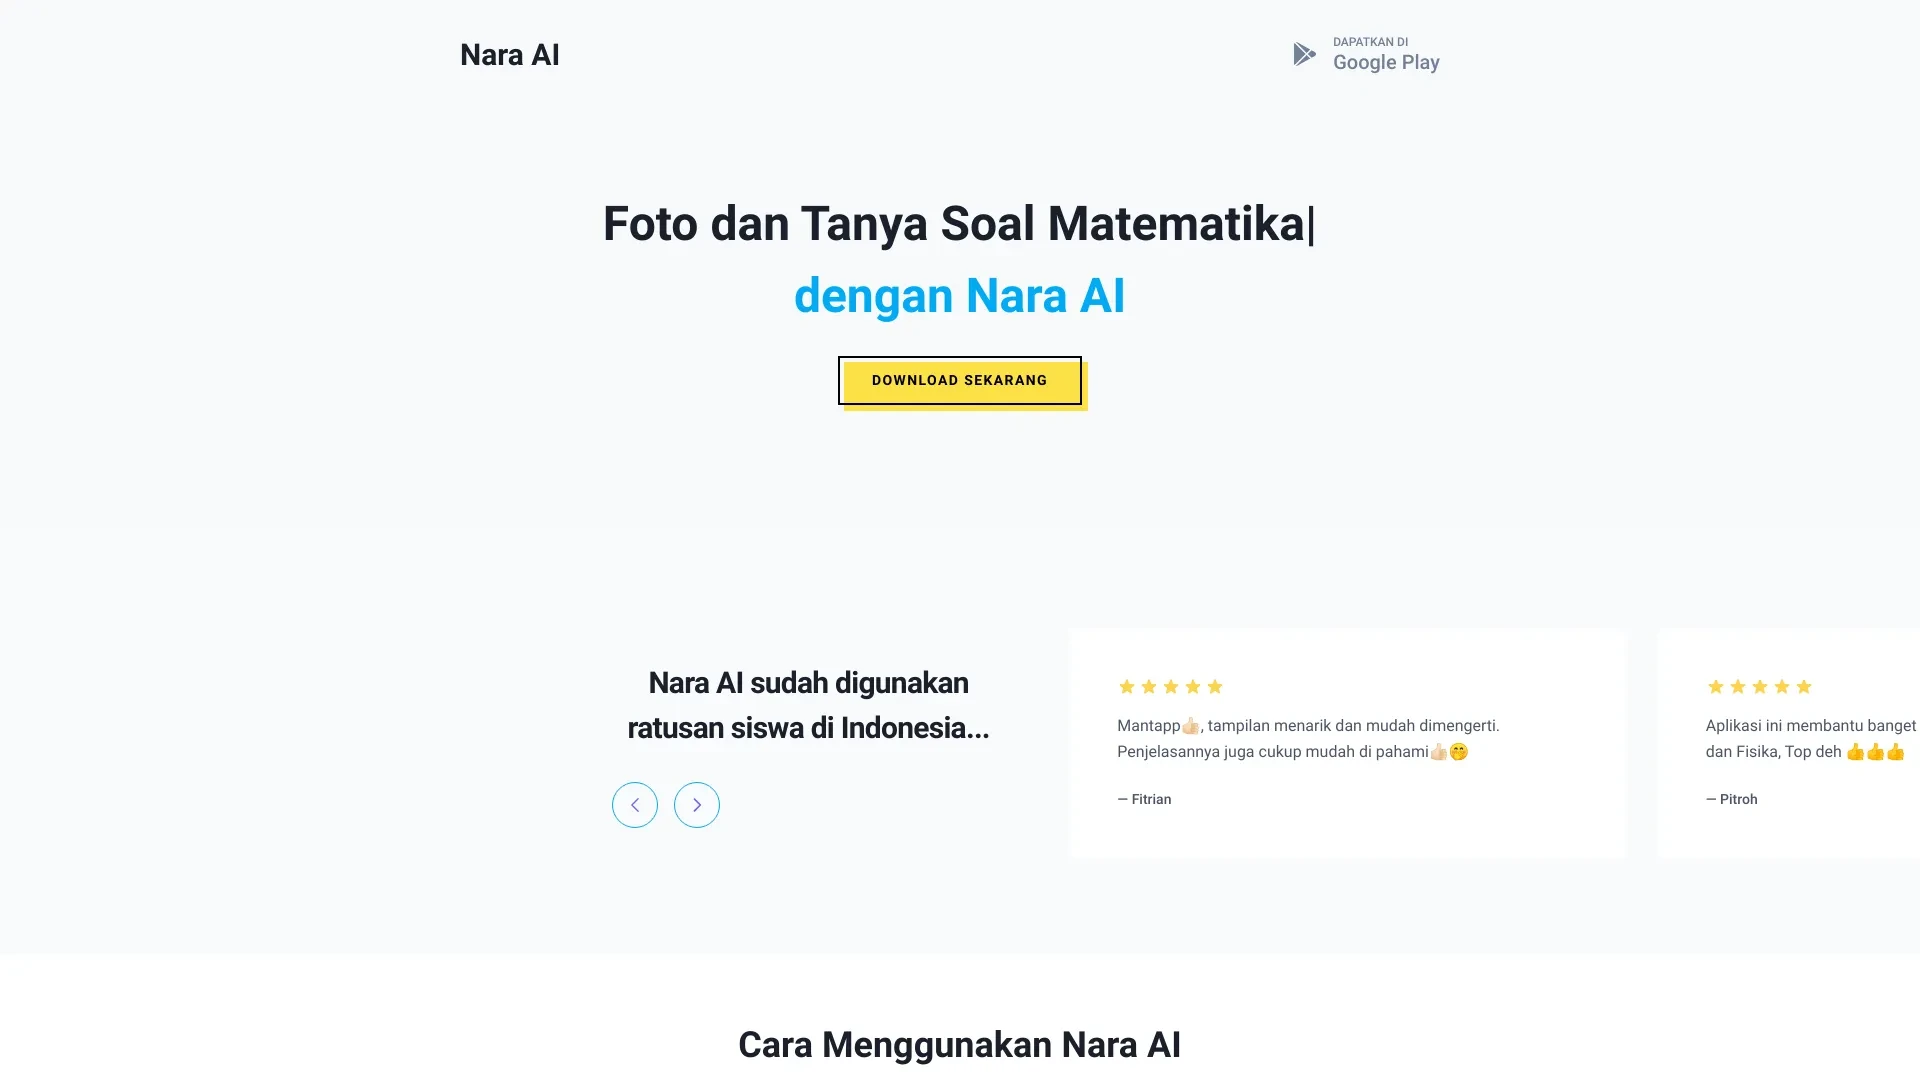 Nara AI
DAPATKAN DI
Google Play
Foto dan Tanya Soal Matematika|
dengan Nara AI
DOWNLOAD SEKARANG
Nara AI sudah digunakan
ratusan siswa di Indonesia...
Mantapp👍🏻, tampilan menarik dan mudah dimengerti.
Penjelasannya juga cukup mudah di pahami👍🏻🤭
— Fitrian
Aplikasi ini membantu banget
dan Fisika, Top deh 👍👍👍
— Pitroh
Cara Menggunakan Nara AI